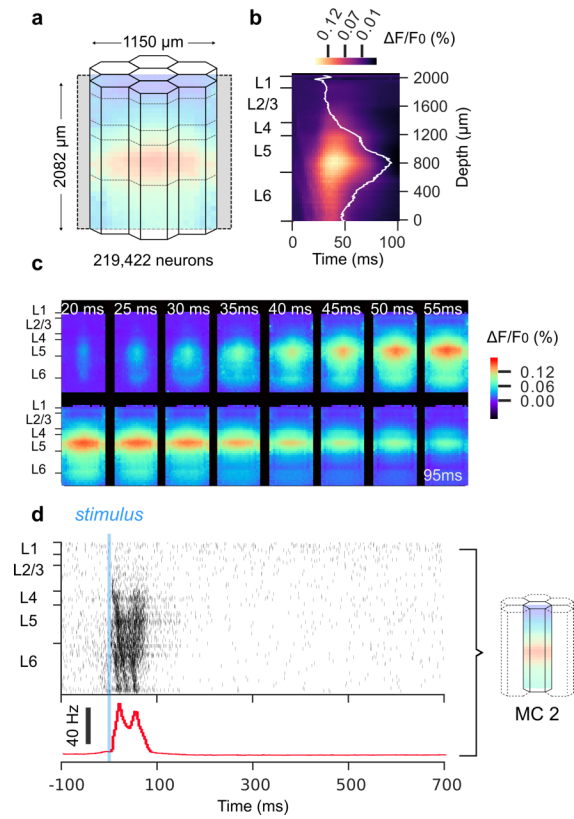 a
1150 µm
2082 µm
219,422 neurons
b
0.12
0.07
0.01
ΔF/F0 (%)
L1
L2/3
L4
L5
L6
2000
1600
1200
800
400
0
Depth (µm)
0 50 100
Time (ms)
c
20 ms 25 ms 30 ms 35ms 40 ms 45ms 50 ms 55ms
L1
L2/3
L4
L5
L6
L1
L2/3
L4
L5
L6
95ms
ΔF/F0 (%)
0.12
0.06
0.00
d
stimulus
L1
L2/3
L4
L5
L6
40 Hz
-100 100 300 500 700
Time (ms)
MC 2